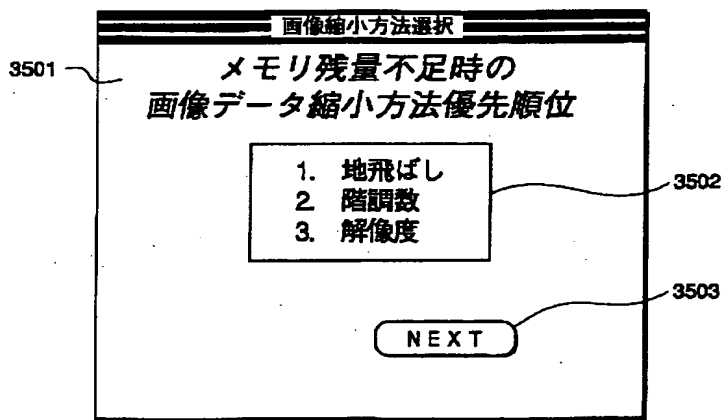 画像縮小方法選択
3501
メモリ残量不足時の
画像データ縮小方法優先順位
1. 地飛ばし
2. 階調数
3. 解像度
3502
3503
NEXT